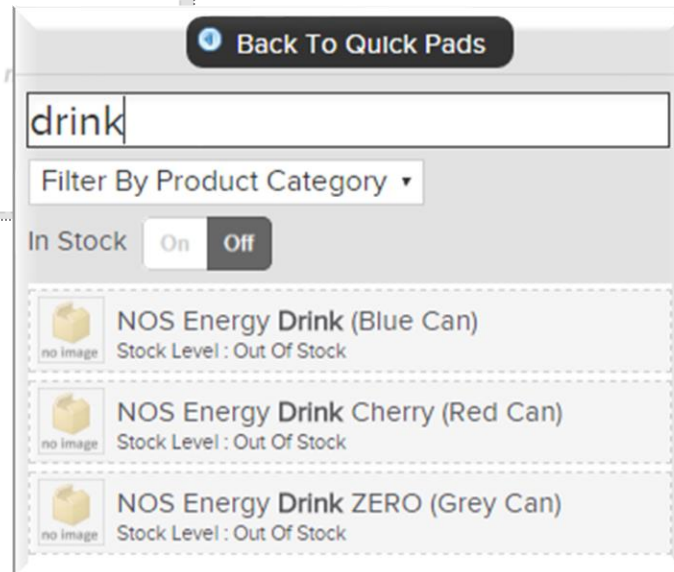 Back To Quick Pads
drink
Filter By Product Category
In Stock On Off
NOS Energy Drink (Blue Can)
Stock Level : Out Of Stock
no image
NOS Energy Drink Cherry (Red Can)
Stock Level : Out Of Stock
no image
NOS Energy Drink ZERO (Grey Can)
Stock Level : Out Of Stock
no image